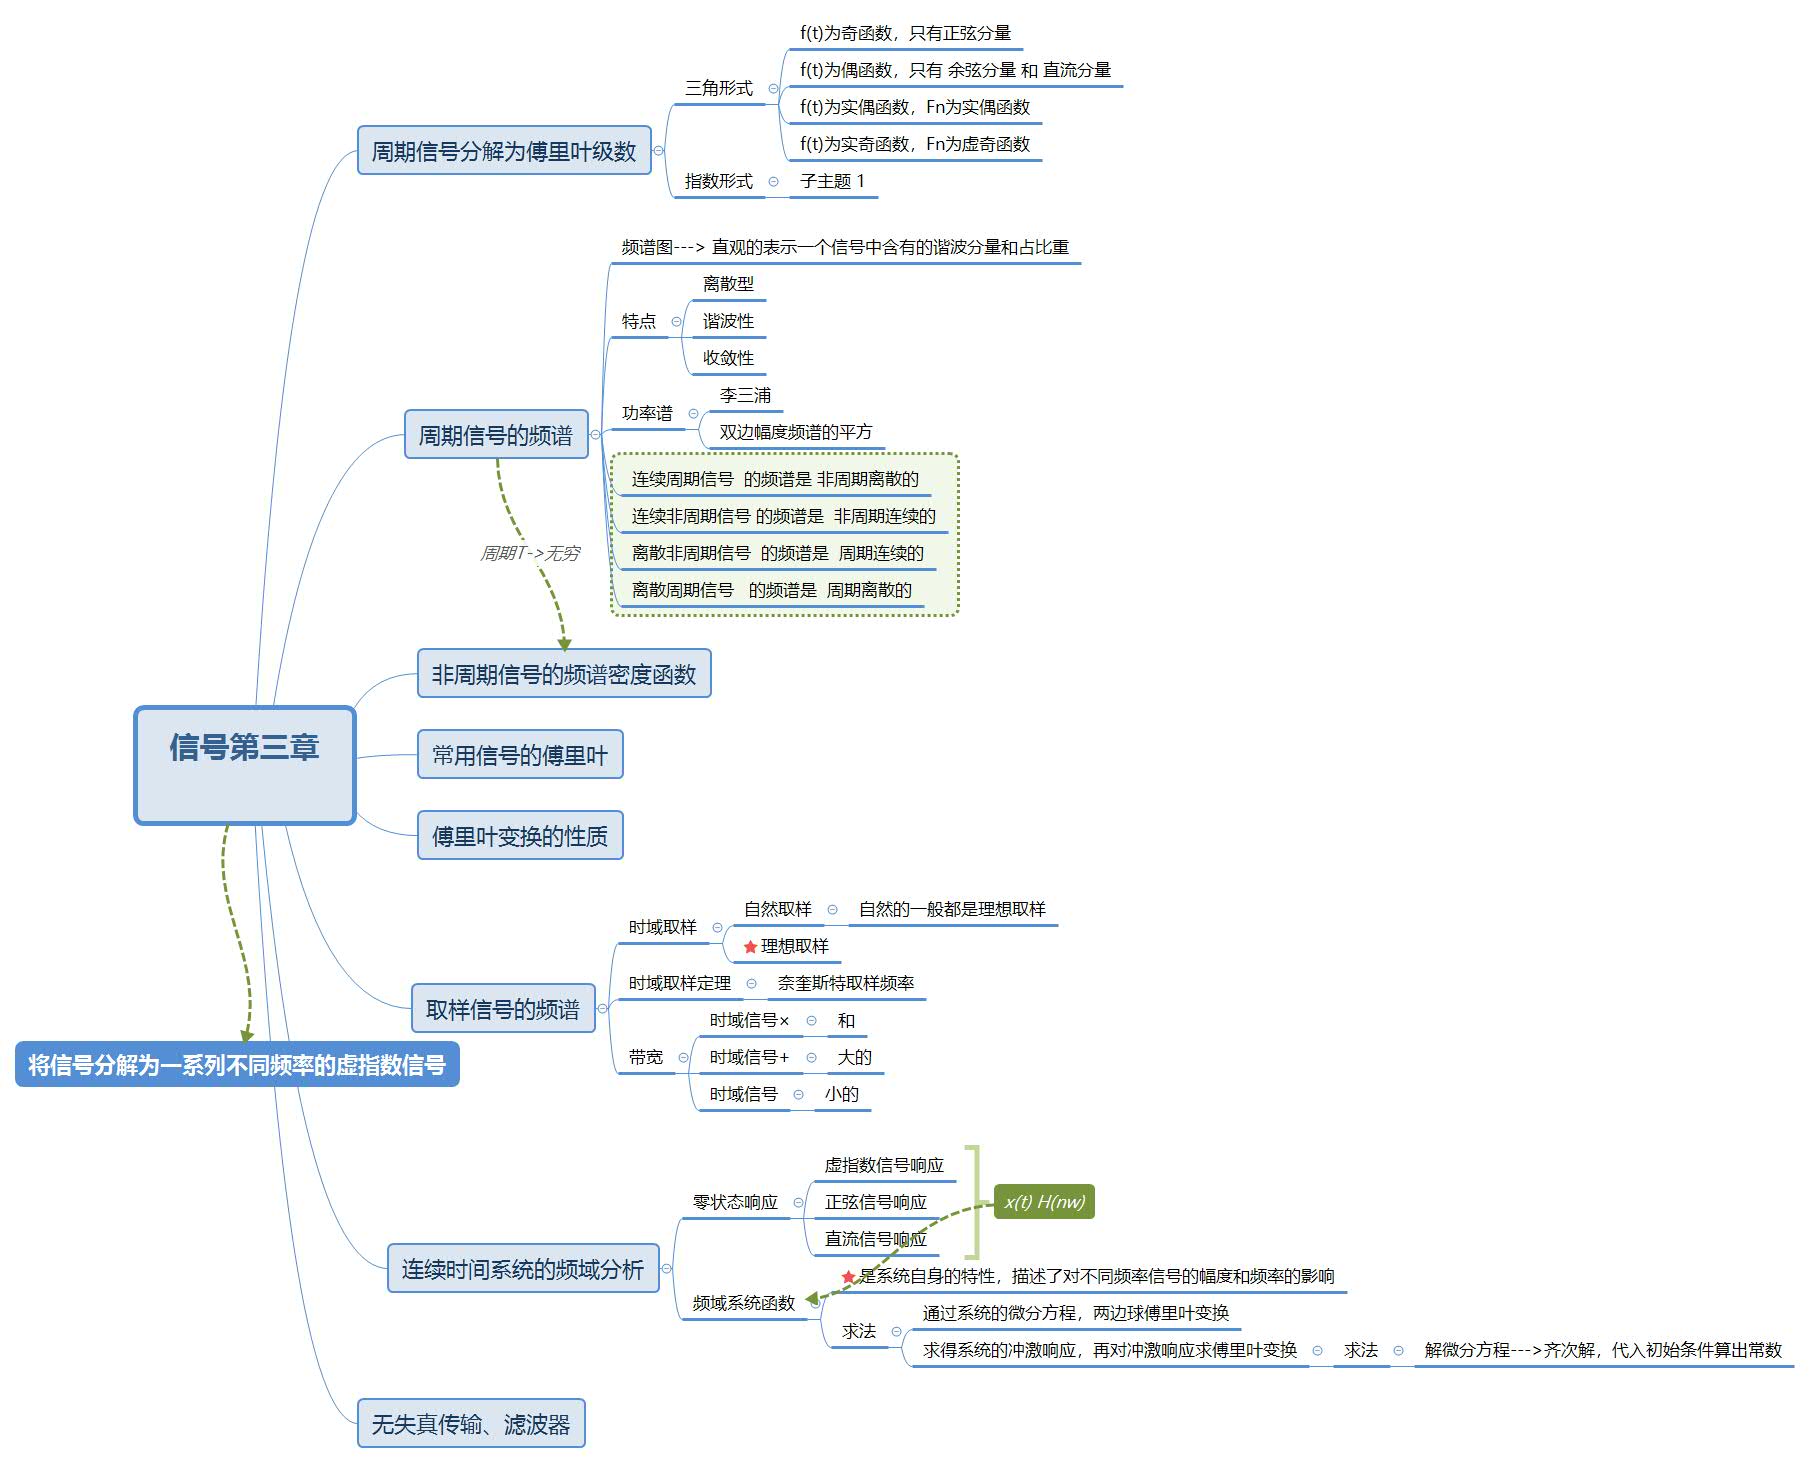 信号第三章
将信号分解为一系列不同频率的虚指数信号
周期信号分解为傅里叶级数
三角形式
f(t)为奇函数，只有正弦分量
f(t)为偶函数，只有 余弦分量 和 直流分量
f(t)为实偶函数，Fn为实偶函数
f(t)为实奇函数，Fn为虚奇函数
指数形式
子主题 1
周期信号的频谱
频谱图---> 直观的表示一个信号中含有的谐波分量和占比重
特点
离散型
谐波性
收敛性
功率谱
李三浦
双边幅度频谱的平方
连续周期信号 的频谱是 非周期离散的
连续非周期信号 的频谱是 非周期连续的
离散非周期信号 的频谱是 周期连续的
离散周期信号 的频谱是 周期离散的
周期T->无穷
非周期信号的频谱密度函数
常用信号的傅里叶
傅里叶变换的性质
取样信号的频谱
时域取样
自然取样
自然的一般都是理想取样
理想取样
时域取样定理
奈奎斯特取样频率
带宽
时域信号×
和
时域信号+
大的
时域信号
小的
连续时间系统的频域分析
零状态响应
虚指数信号响应
正弦信号响应
直流信号响应
x(t) H(nw)
频域系统函数
是系统自身的特性，描述了对不同频率信号的幅度和频率的影响
求法
通过系统的微分方程，两边球傅里叶变换
求得系统的冲激响应，再对冲激响应求傅里叶变换
求法
解微分方程--->齐次解，代入初始条件算出常数
无失真传输、滤波器